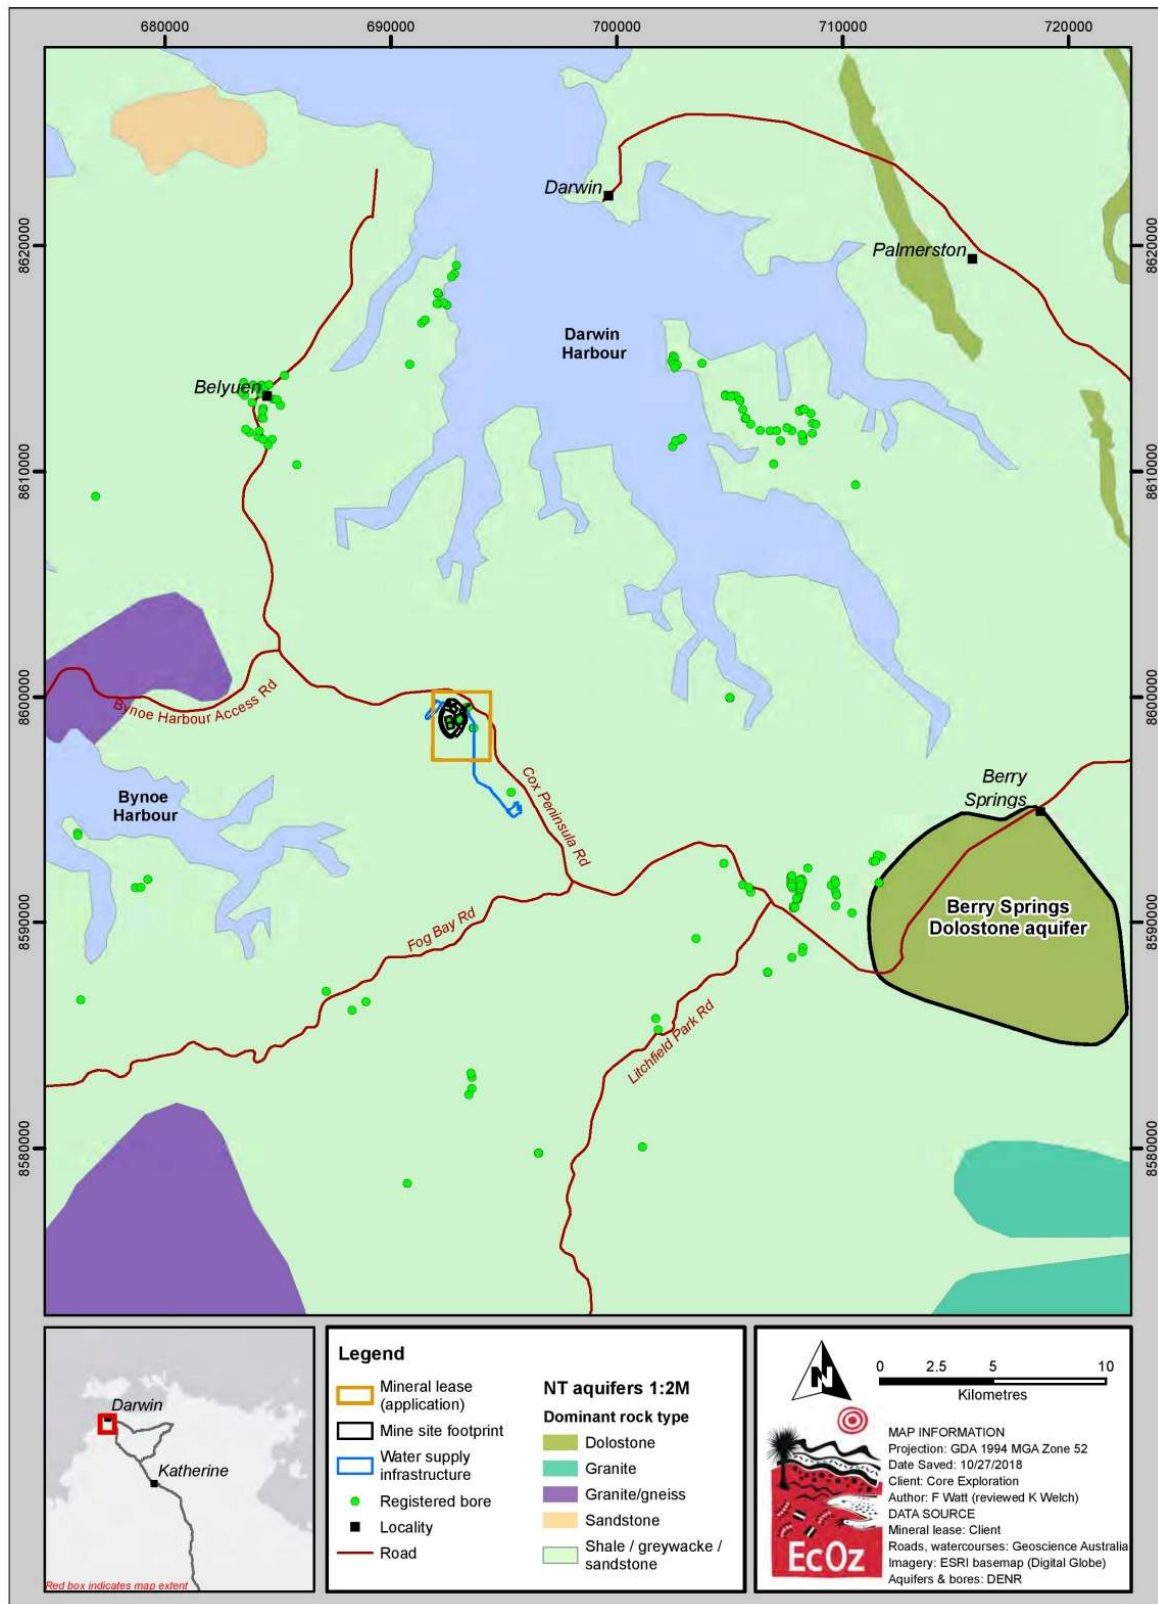 680000 690000 700000 710000 720000
8620000
8610000
8600000
8590000
8580000
8620000
8610000
8600000
8590000
8580000
Darwin
Palmerston
Darwin
Harbour
Belyuen
Bynoe Harbour Access Rd
Cox Peninsula Rd
Bynoe
Harbour
Berry
Springs
Fog Bay Rd
Berry Springs
Dolostone aquifer
Litchfield Park Rd
Darwin
Katherine
Red box indicates map extent
Legend
Mineral lease
(application)
Mine site footprint
Water supply
infrastructure
Registered bore
Locality
Road
NT aquifers 1:2M
Dominant rock type
Dolostone
Granite
Granite/gneiss
Sandstone
Shale / greywacke /
sandstone
N
0 2.5 5 10
Kilometres
EcOz
MAP INFORMATION
Projection: GDA 1994 MGA Zone 52
Date Saved: 10/27/2018
Client: Core Exploration
Author: F Watt (reviewed K Welch)
DATA SOURCE
Mineral lease: Client
Roads, watercourses: Geoscience Australia
Imagery: ESRI basemap (Digital Globe)
Aquifers & bores: DENR